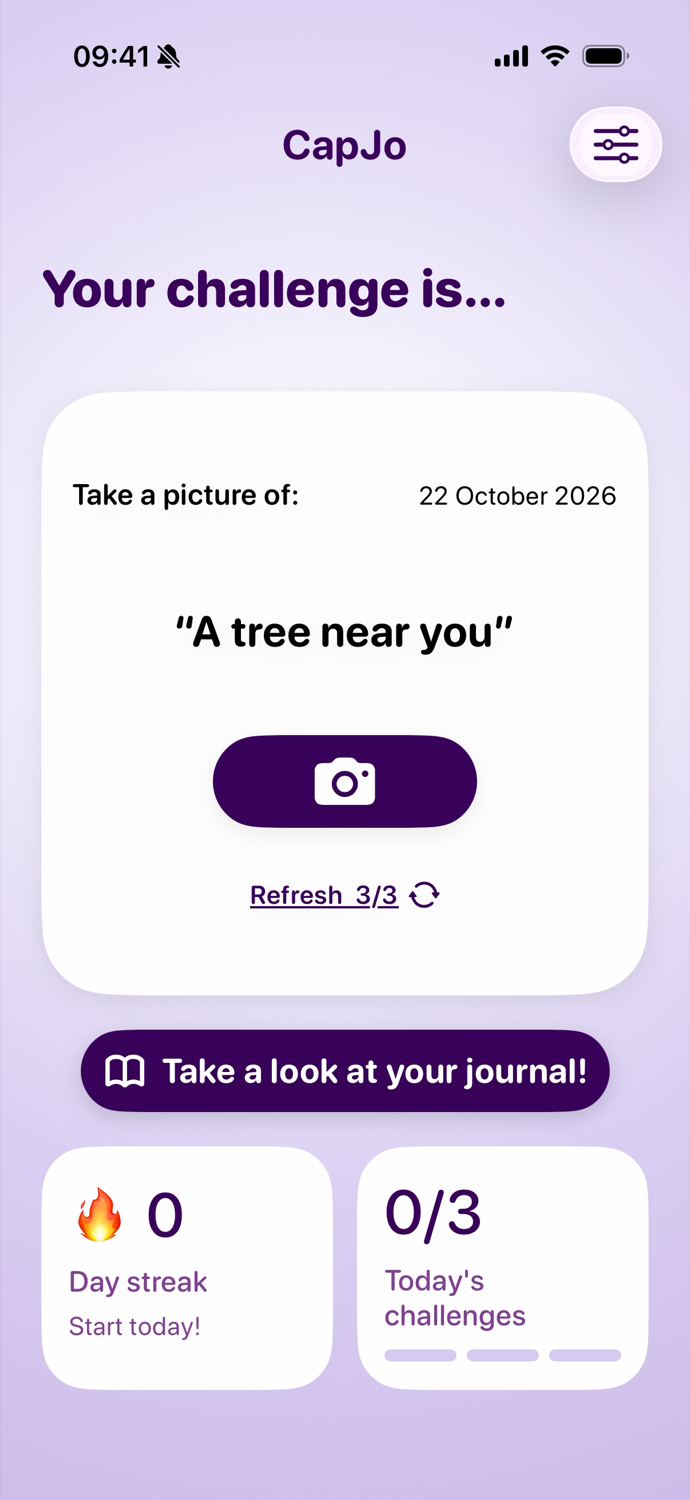 09:41
CapJo
Your challenge is...
Take a picture of:
22 October 2026
"A tree near you"
Refresh 3/3
Take a look at your journal!
0
Day streak
Start today!
0/3
Today's
challenges